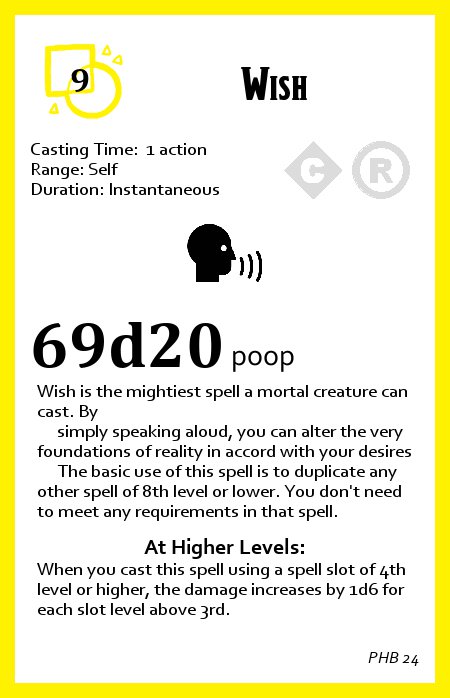 9
Wish
Casting Time: 1 action
Range: Self
Duration: Instantaneous
C R
69d20 poop
Wish is the mightiest spell a mortal creature can
cast. By
simply speaking aloud, you can alter the very
foundations of reality in accord with your desires
The basic use of this spell is to duplicate any
other spell of 8th level or lower. You don't need
to meet any requirements in that spell.
At Higher Levels:
When you cast this spell using a spell slot of 4th
level or higher, the damage increases by 1d6 for
each slot level above 3rd.
PHB 24